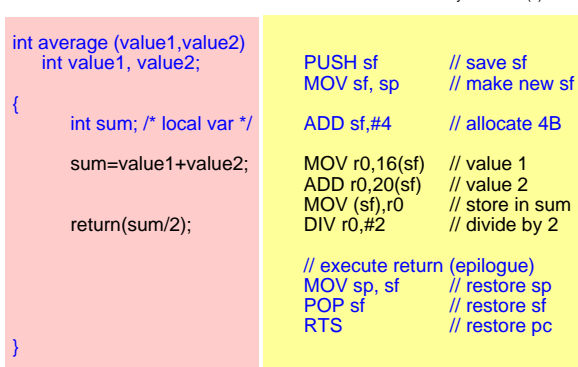 int average (value1,value2)
int value1, value2;
{
int sum; /* local var */
sum=value1+value2;
return(sum/2);
}
PUSH sf // save sf
MOV sf, sp // make new sf
ADD sf,#4 // allocate 4B
MOV r0,16(sf) // value 1
ADD r0,20(sf) // value 2
MOV (sf),r0 // store in sum
DIV r0,#2 // divide by 2
// execute return (epilogue)
MOV sp, sf // restore sp
POP sf // restore sf
RTS // restore pc